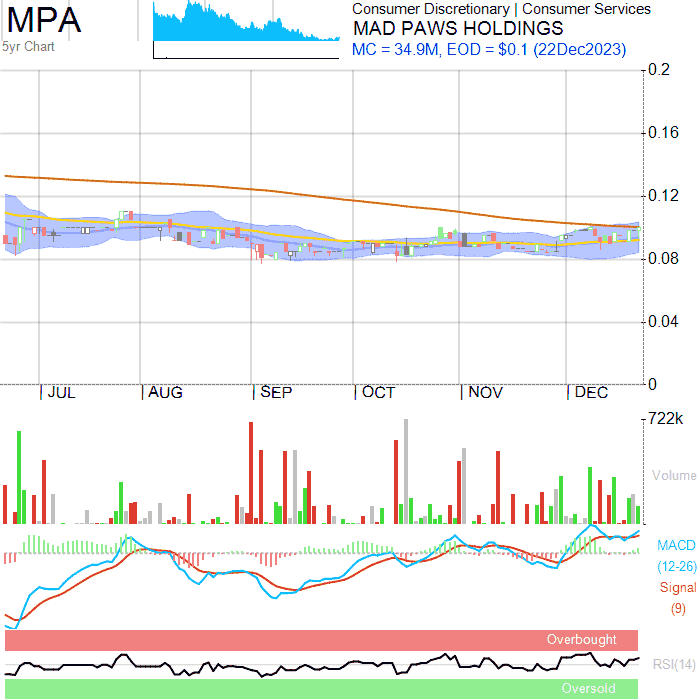 MPA
5yr Chart
Consumer Discretionary | Consumer Services
MAD PAWS HOLDINGS
MC = 34.9M, EOD = $0.1 (22Dec2023)
0.2
0.16
0.12
0.08
0.04
0
JUL AUG SEP OCT NOV DEC
722k
Volume
MACD
(12-26)
Signal
(9)
Overbought
RSI(14)
Oversold